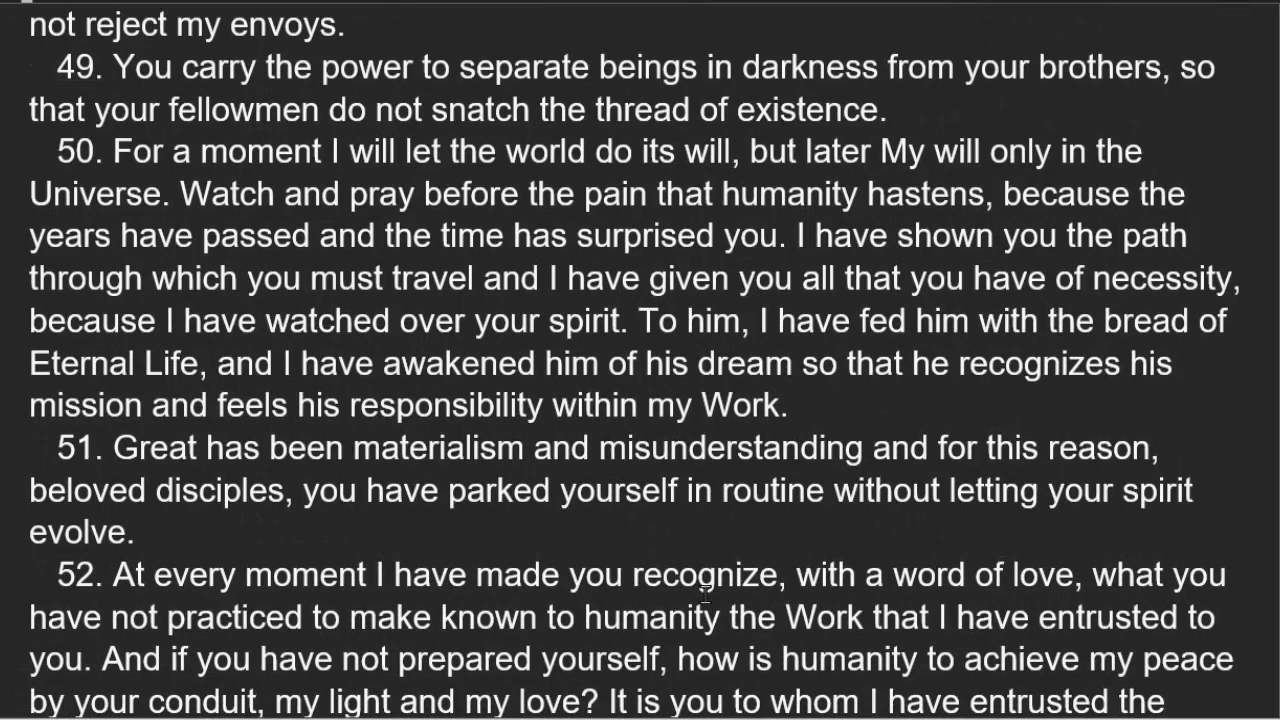 not reject my envoys.
49. You carry the power to separate beings in darkness from your brothers, so
that your fellowmen do not snatch the thread of existence.
50. For a moment I will let the world do its will, but later My will only in the
Universe. Watch and pray before the pain that humanity hastens, because the
years have passed and the time has surprised you. I have shown you the path
through which you must travel and I have given you all that you have of necessity,
because I have watched over your spirit. To him, I have fed him with the bread of
Eternal Life, and I have awakened him of his dream so that he recognizes his
mission and feels his responsibility within my Work.
51. Great has been materialism and misunderstanding and for this reason,
beloved disciples, you have parked yourself in routine without letting your spirit
evolve.
52. At every moment I have made you recognize, with a word of love, what you
have not practiced to make known to humanity the Work that I have entrusted to
you. And if you have not prepared yourself, how is humanity to achieve my peace
by your conduit, my light and my love? It is you to whom I have entrusted the